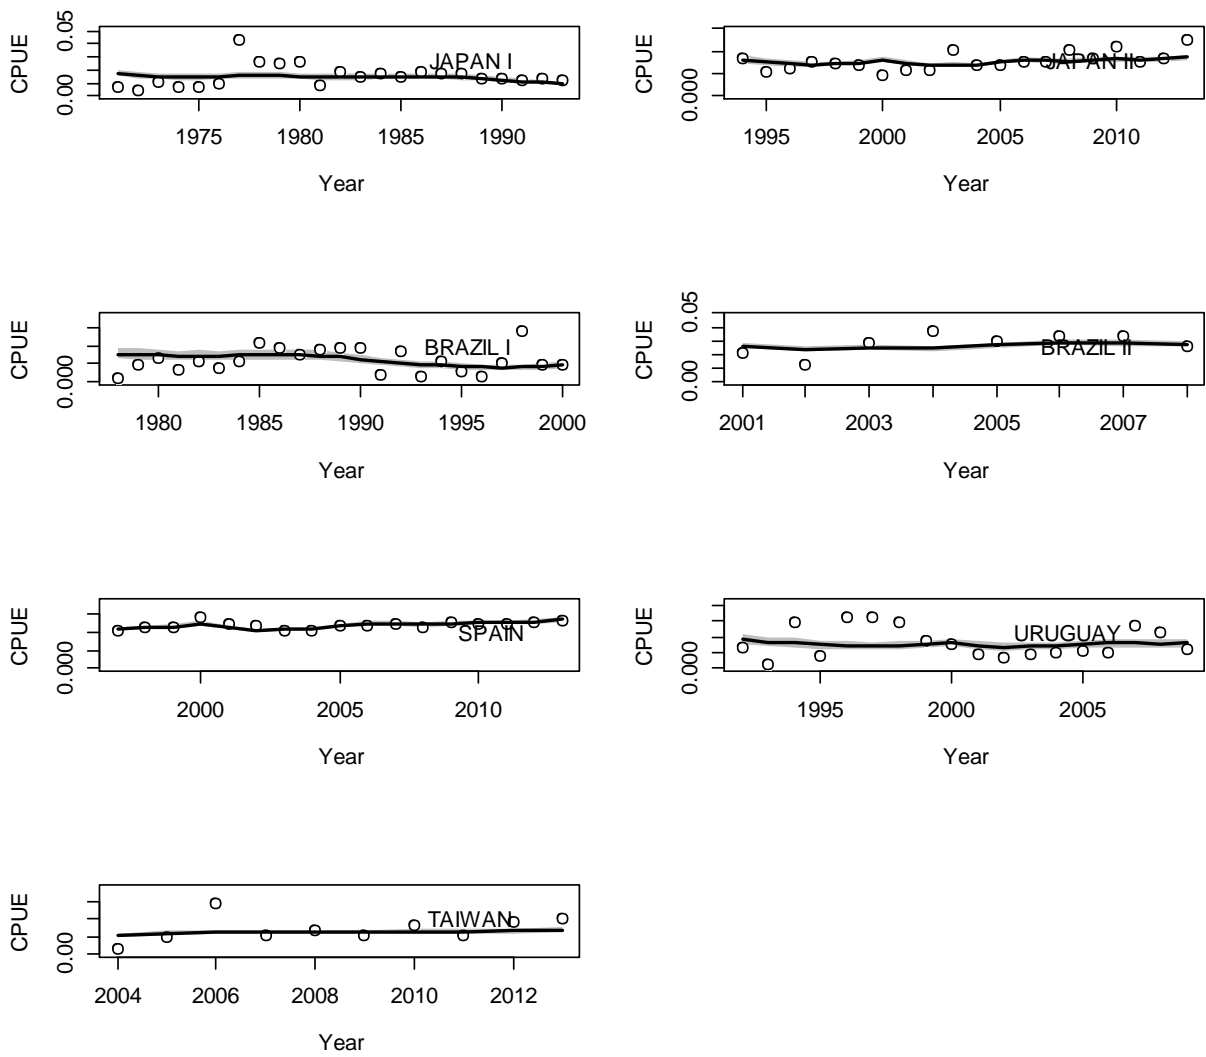 CPUE
0.00 0.05
JAPAN I
1975 1980 1985 1990
Year
CPUE
0.000
JAPAN II
1995 2000 2005 2010
Year
CPUE
0.000
BRAZIL I
1980 1985 1990 1995 2000
Year
CPUE
0.00 0.05
BRAZIL II
2001 2003 2005 2007
Year
CPUE
0.000
SPAIN
2000 2005 2010
Year
CPUE
0.000
URUGUAY
1995 2000 2005
Year
CPUE
0.00
TAIWAN
2004 2006 2008 2010 2012
Year